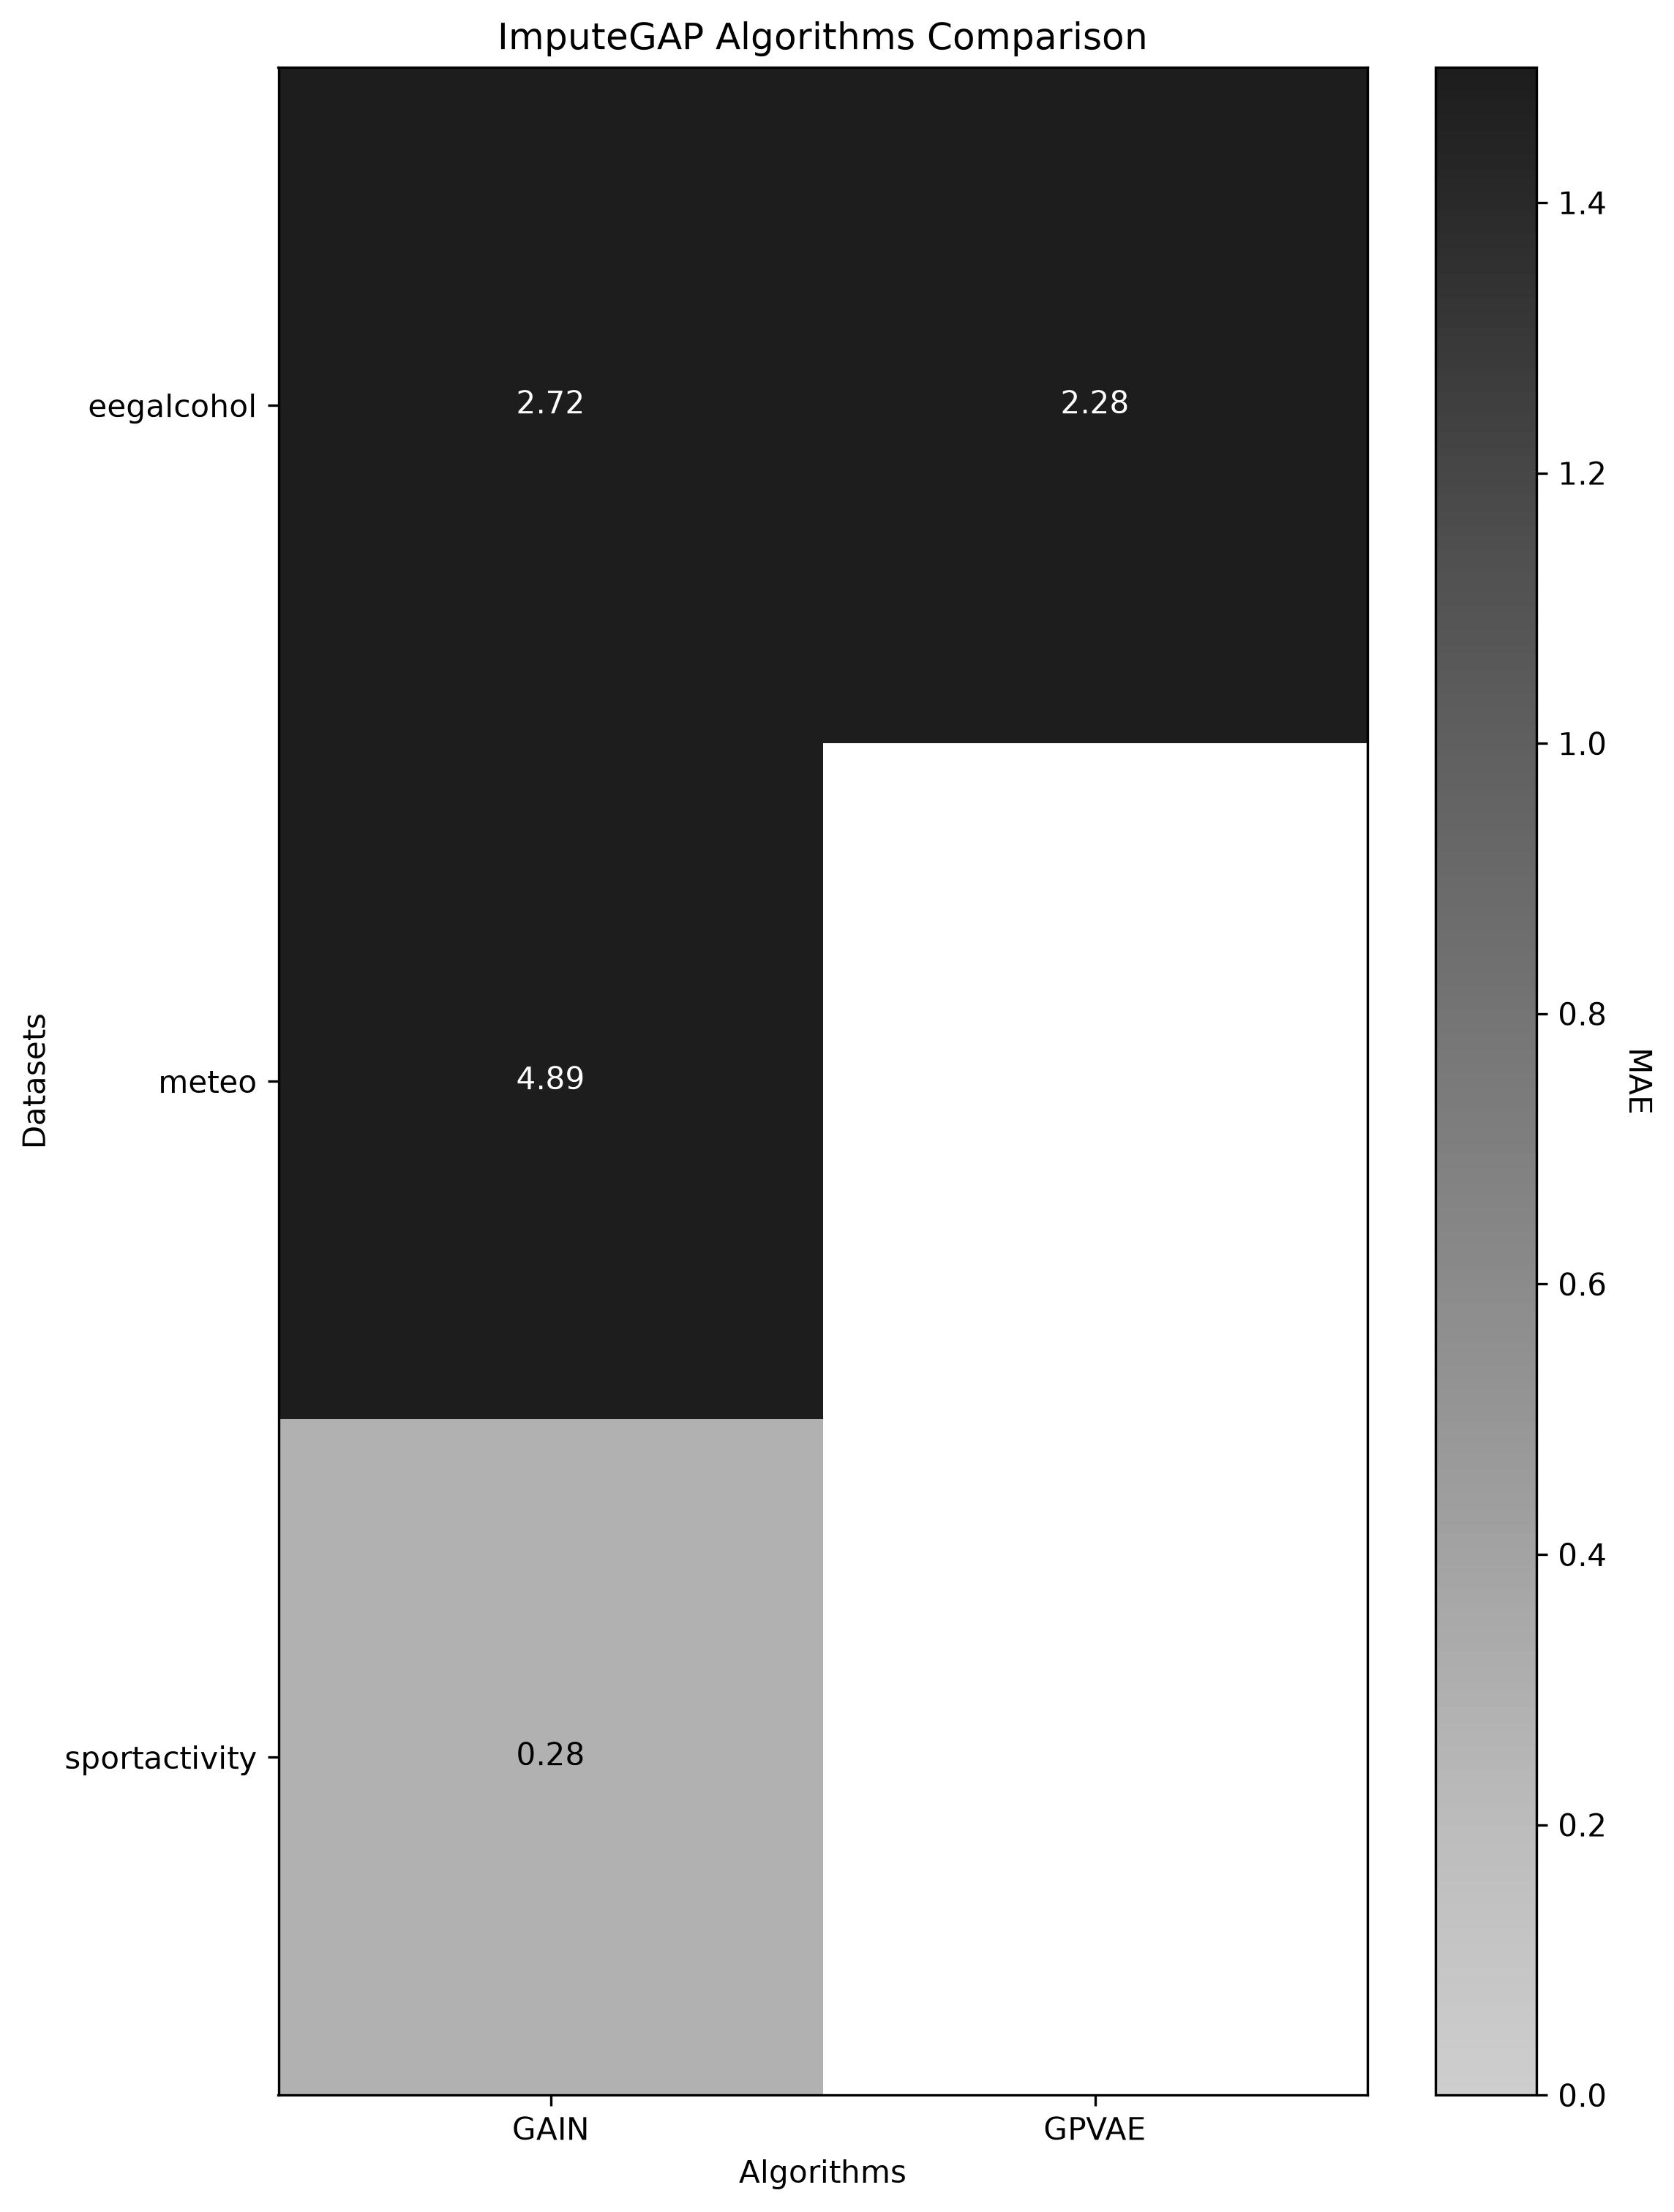 ImputeGAP Algorithms Comparison
Datasets
eegalcohol
meteo
sportactivity
2.72
2.28
4.89
0.28
GAIN
GPVAE
Algorithms
1.4
1.2
1.0
0.8
0.6
0.4
0.2
0.0
MAE